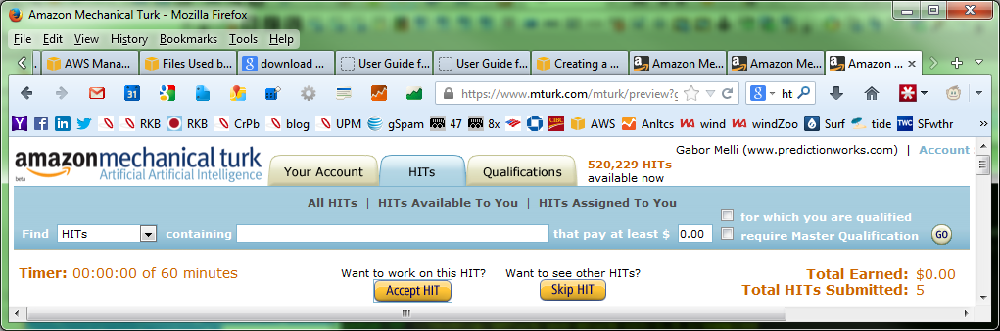 Amazon Mechanical Turk - Mozilla Firefox
File Edit View History Bookmarks Tools Help
AWS Mana... Files Used b... download ... User Guide f... User Guide f... Creating a ... Amazon Me... Amazon Me... Amazon ...
31 https://www.mturk.com/mturk/preview?g ht
RKB RKB CrPb blog UPM gSpam 47 8x CIBC AWS Anltcs wind windZoo Surf TWC tide SFwthr
amazonmechanical turk
beta Artificial Artificial Intelligence
Your Account HITs Qualifications
Gabor Melli (www.predictionworks.com) | Account
520,229 HITs
available now
All HITs | HITs Available To You | HITs Assigned To You
Find HITs containing that pay at least $ 0.00
for which you are qualified
require Master Qualification GO
Timer: 00:00:00 of 60 minutes
Want to work on this HIT? Want to see other HITs?
Accept HIT Skip HIT
Total Earned: $0.00
Total HITs Submitted: 5